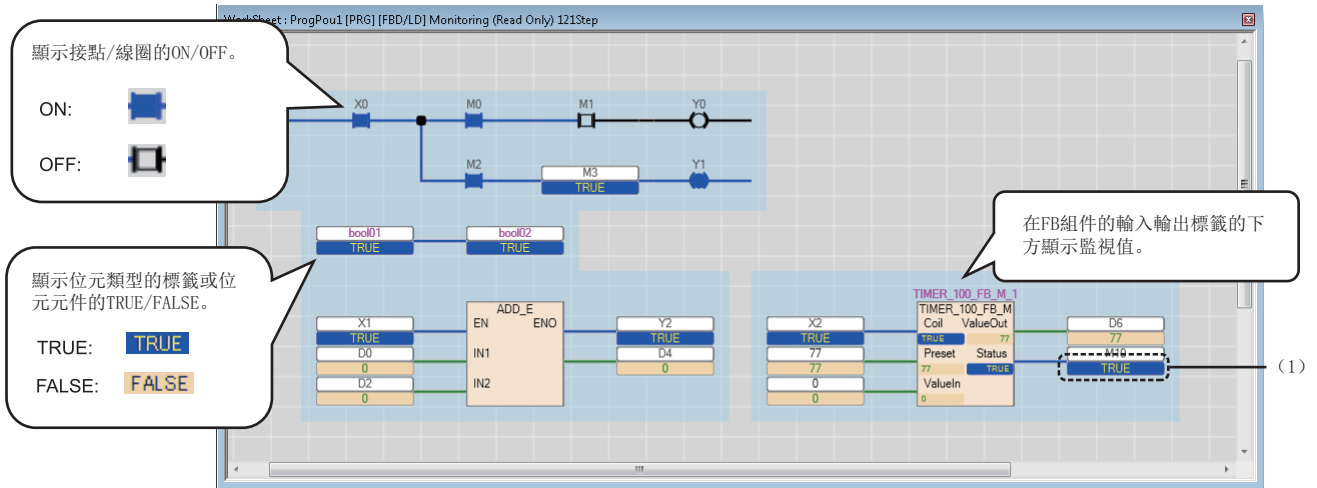 WorkSheet : ProgPou1 [PRG] [FBD/LD] Monitoring (Read Only) 121Step
顯示接點/線圈的ON/OFF。
ON:
OFF:
X0
M0
M1
Y0
M2
M3
TRUE
Y1
bool01
TRUE
bool02
TRUE
顯示位元類型的標籤或位
元元件的TRUE/FALSE。
TRUE: TRUE
FALSE: FALSE
在FB組件的輸入輸出標籤的下
方顯示監視值。
X1
TRUE
D0
0
D2
0
ADD_E
EN ENO
IN1
IN2
Y2
TRUE
D4
0
X2
TRUE
77
77
0
0
TIMER_100_FB_M_1
TIMER_100_FB_M
Coil ValueOut
TRUE 77
Preset Status
77 TRUE
ValueIn
0
D6
77
M10
TRUE
(1)